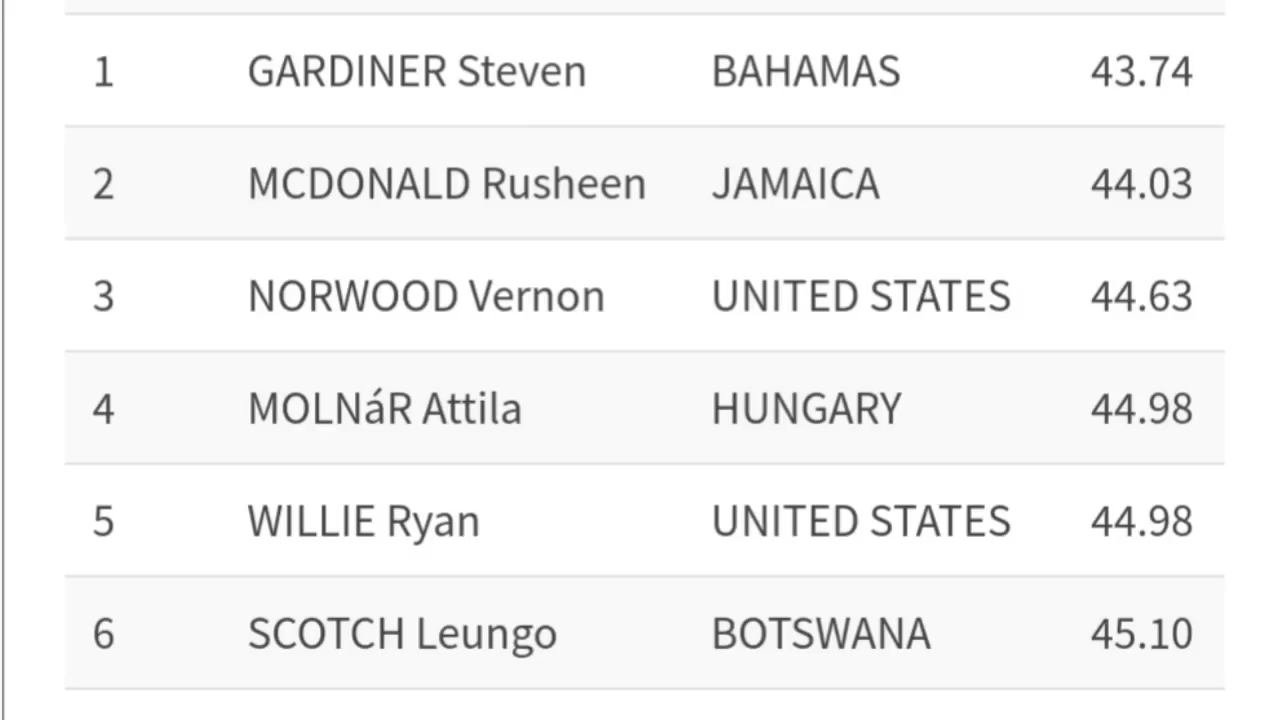 1 GARDINER Steven BAHAMAS 43.74
2 MCDONALD Rusheen JAMAICA 44.03
3 NORWOOD Vernon UNITED STATES 44.63
4 MOLNáR Attila HUNGARY 44.98
5 WILLIE Ryan UNITED STATES 44.98
6 SCOTCH Leungo BOTSWANA 45.10